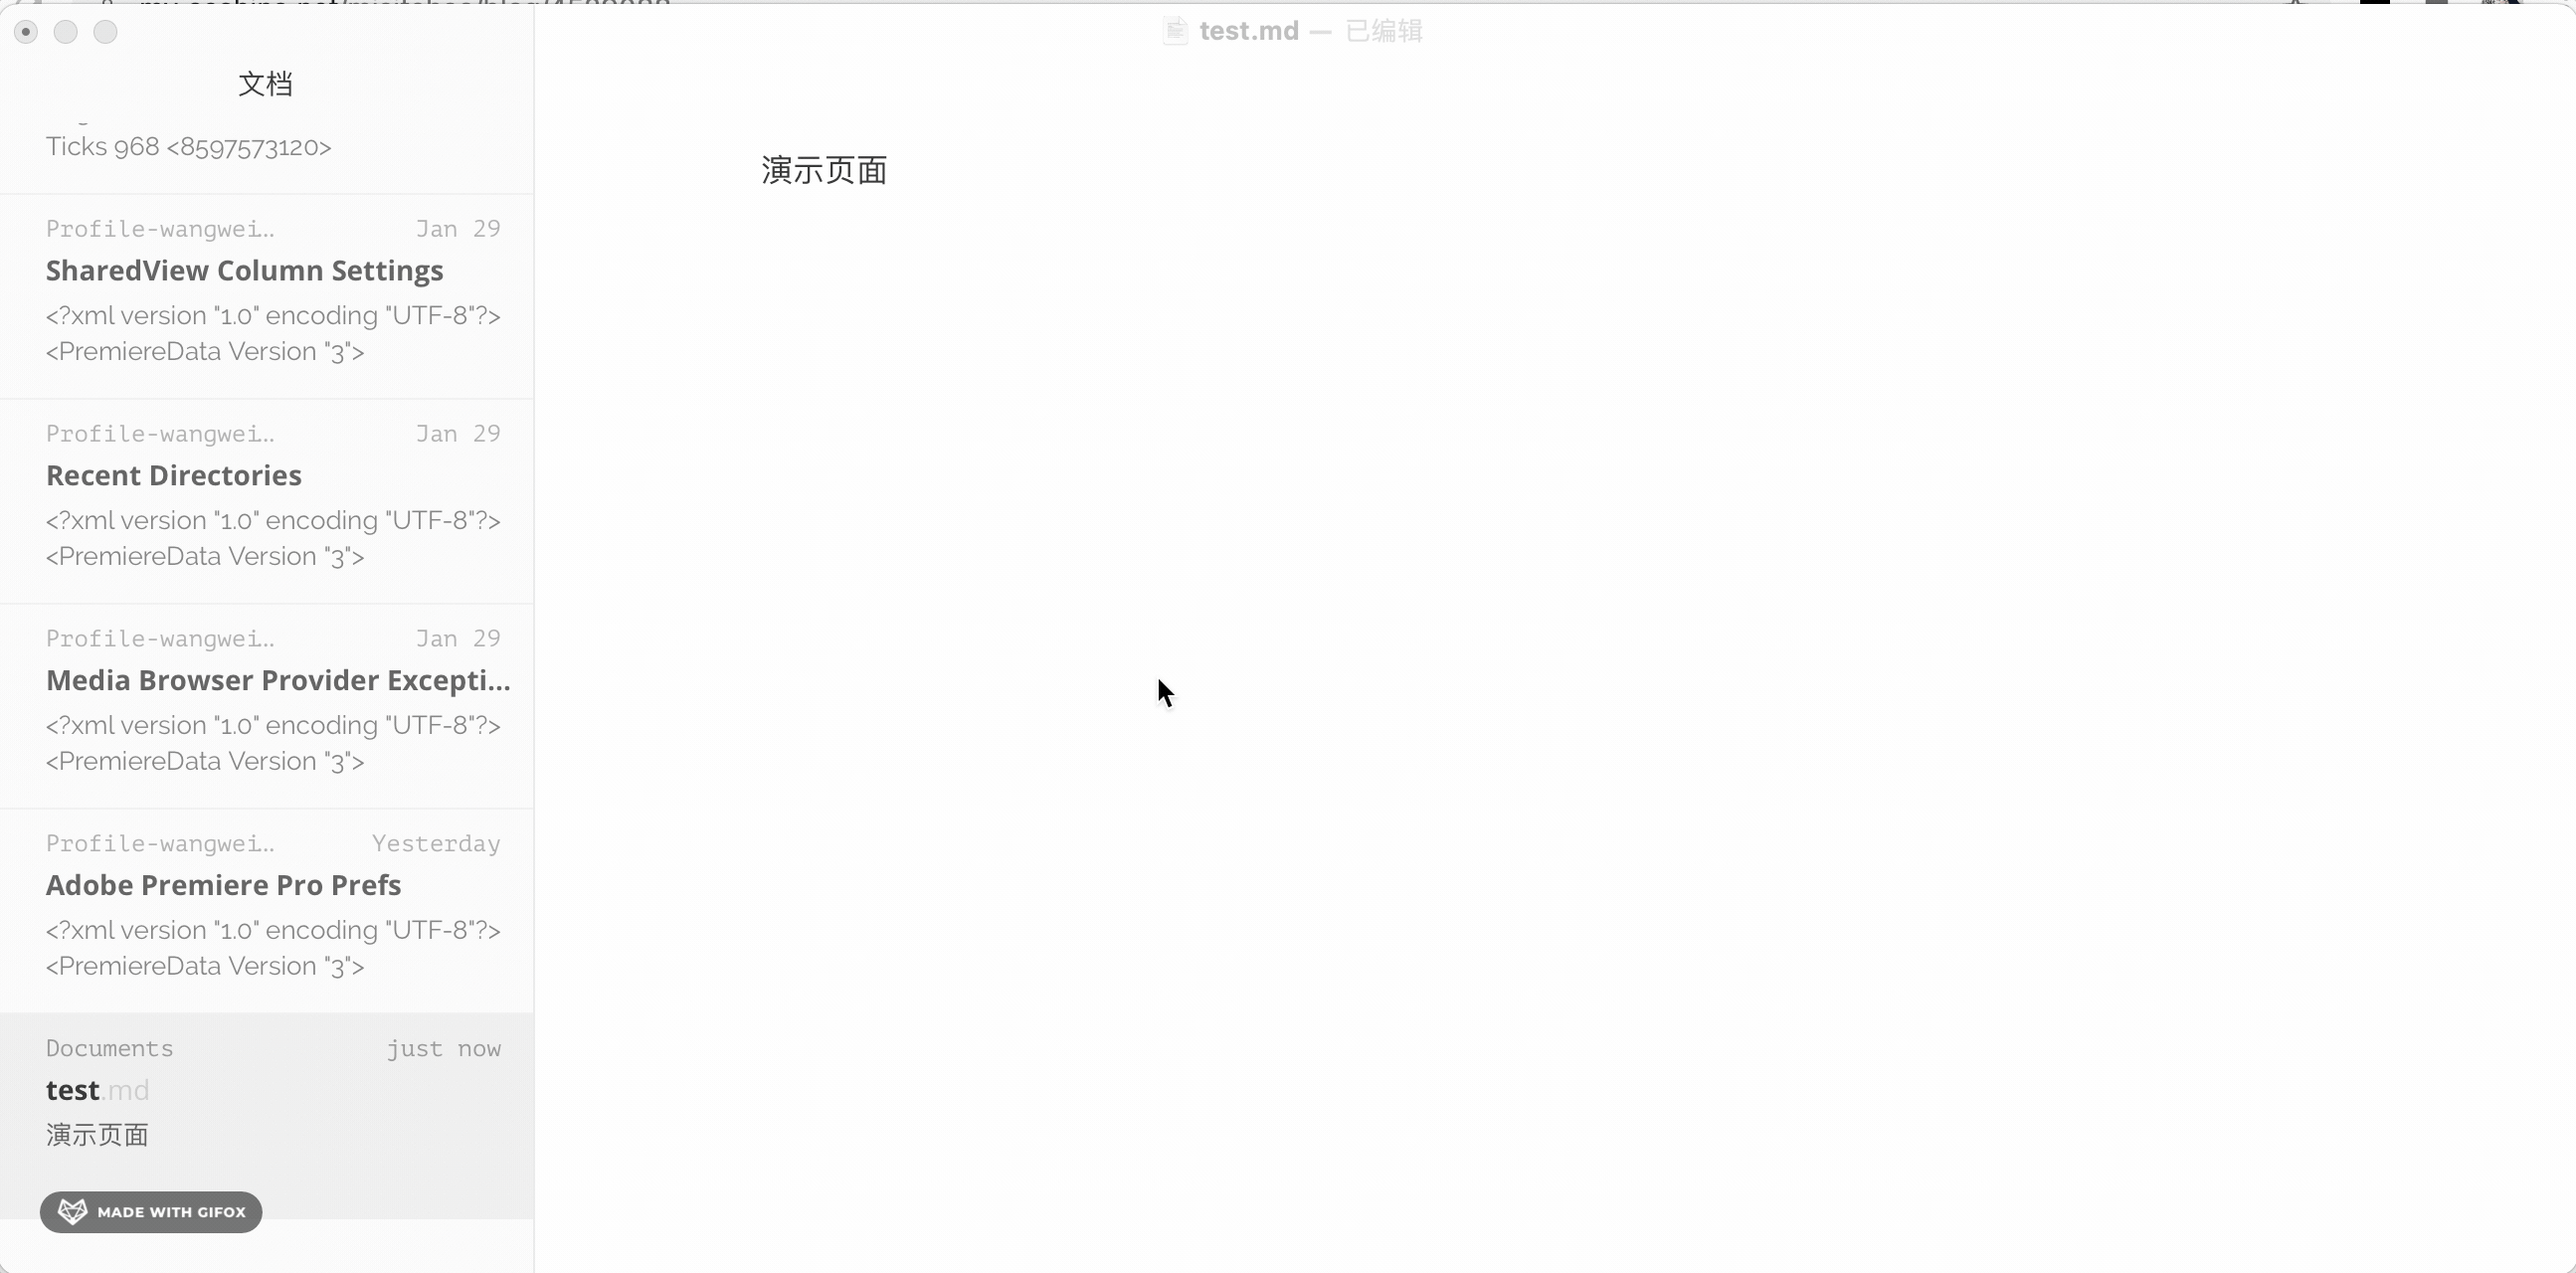 test.md — 已编辑
文档
Ticks 968 <8597573120>
Profile-wangwei… Jan 29
SharedView Column Settings
<?xml version "1.0" encoding "UTF-8"?>
<PremiereData Version "3">
Profile-wangwei… Jan 29
Recent Directories
<?xml version "1.0" encoding "UTF-8"?>
<PremiereData Version "3">
Profile-wangwei… Jan 29
Media Browser Provider Excepti...
<?xml version "1.0" encoding "UTF-8"?>
<PremiereData Version "3">
Profile-wangwei… Yesterday
Adobe Premiere Pro Prefs
<?xml version "1.0" encoding "UTF-8"?>
<PremiereData Version "3">
Documents just now
test.md
演示页面
MADE WITH GIFOX
演示页面